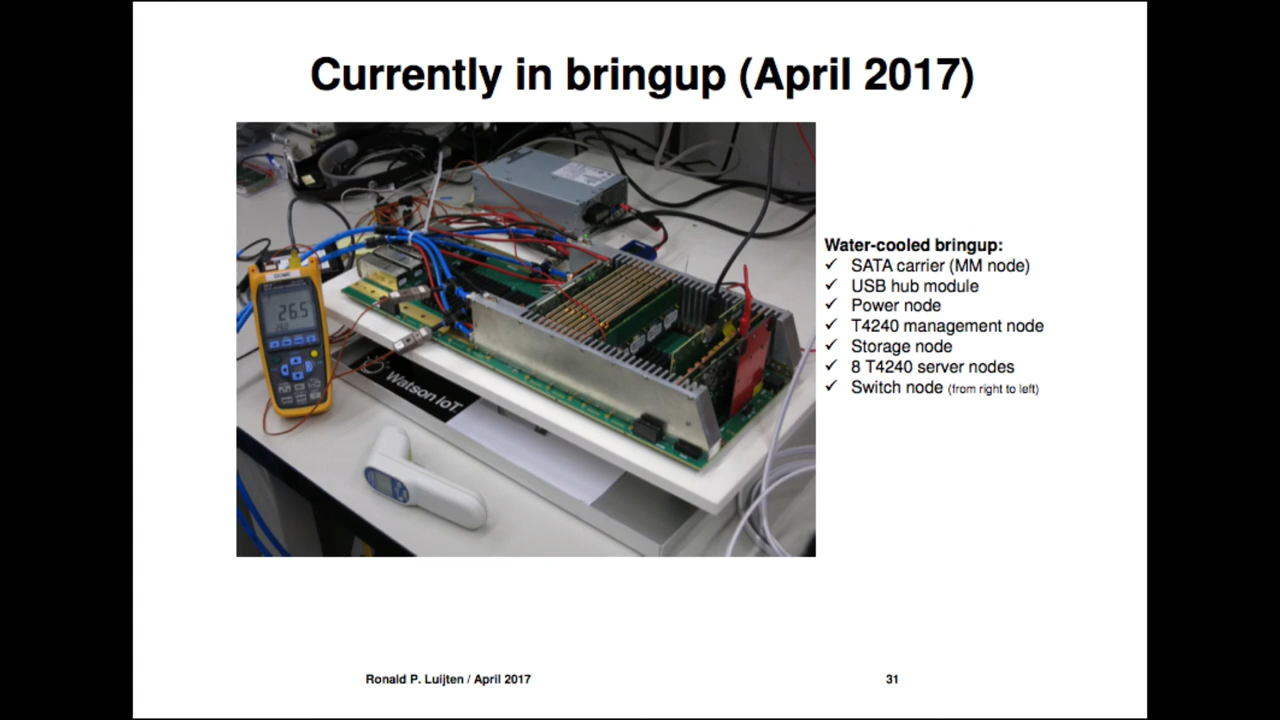 Currently in bringup (April 2017)
Water-cooled bringup:
✓ SATA carrier (MM node)
✓ USB hub module
✓ Power node
✓ T4240 management node
✓ Storage node
✓ 8 T4240 server nodes
✓ Switch node (from right to left)
26.5
Watson IoT.
Ronald P. Luijten / April 2017
31